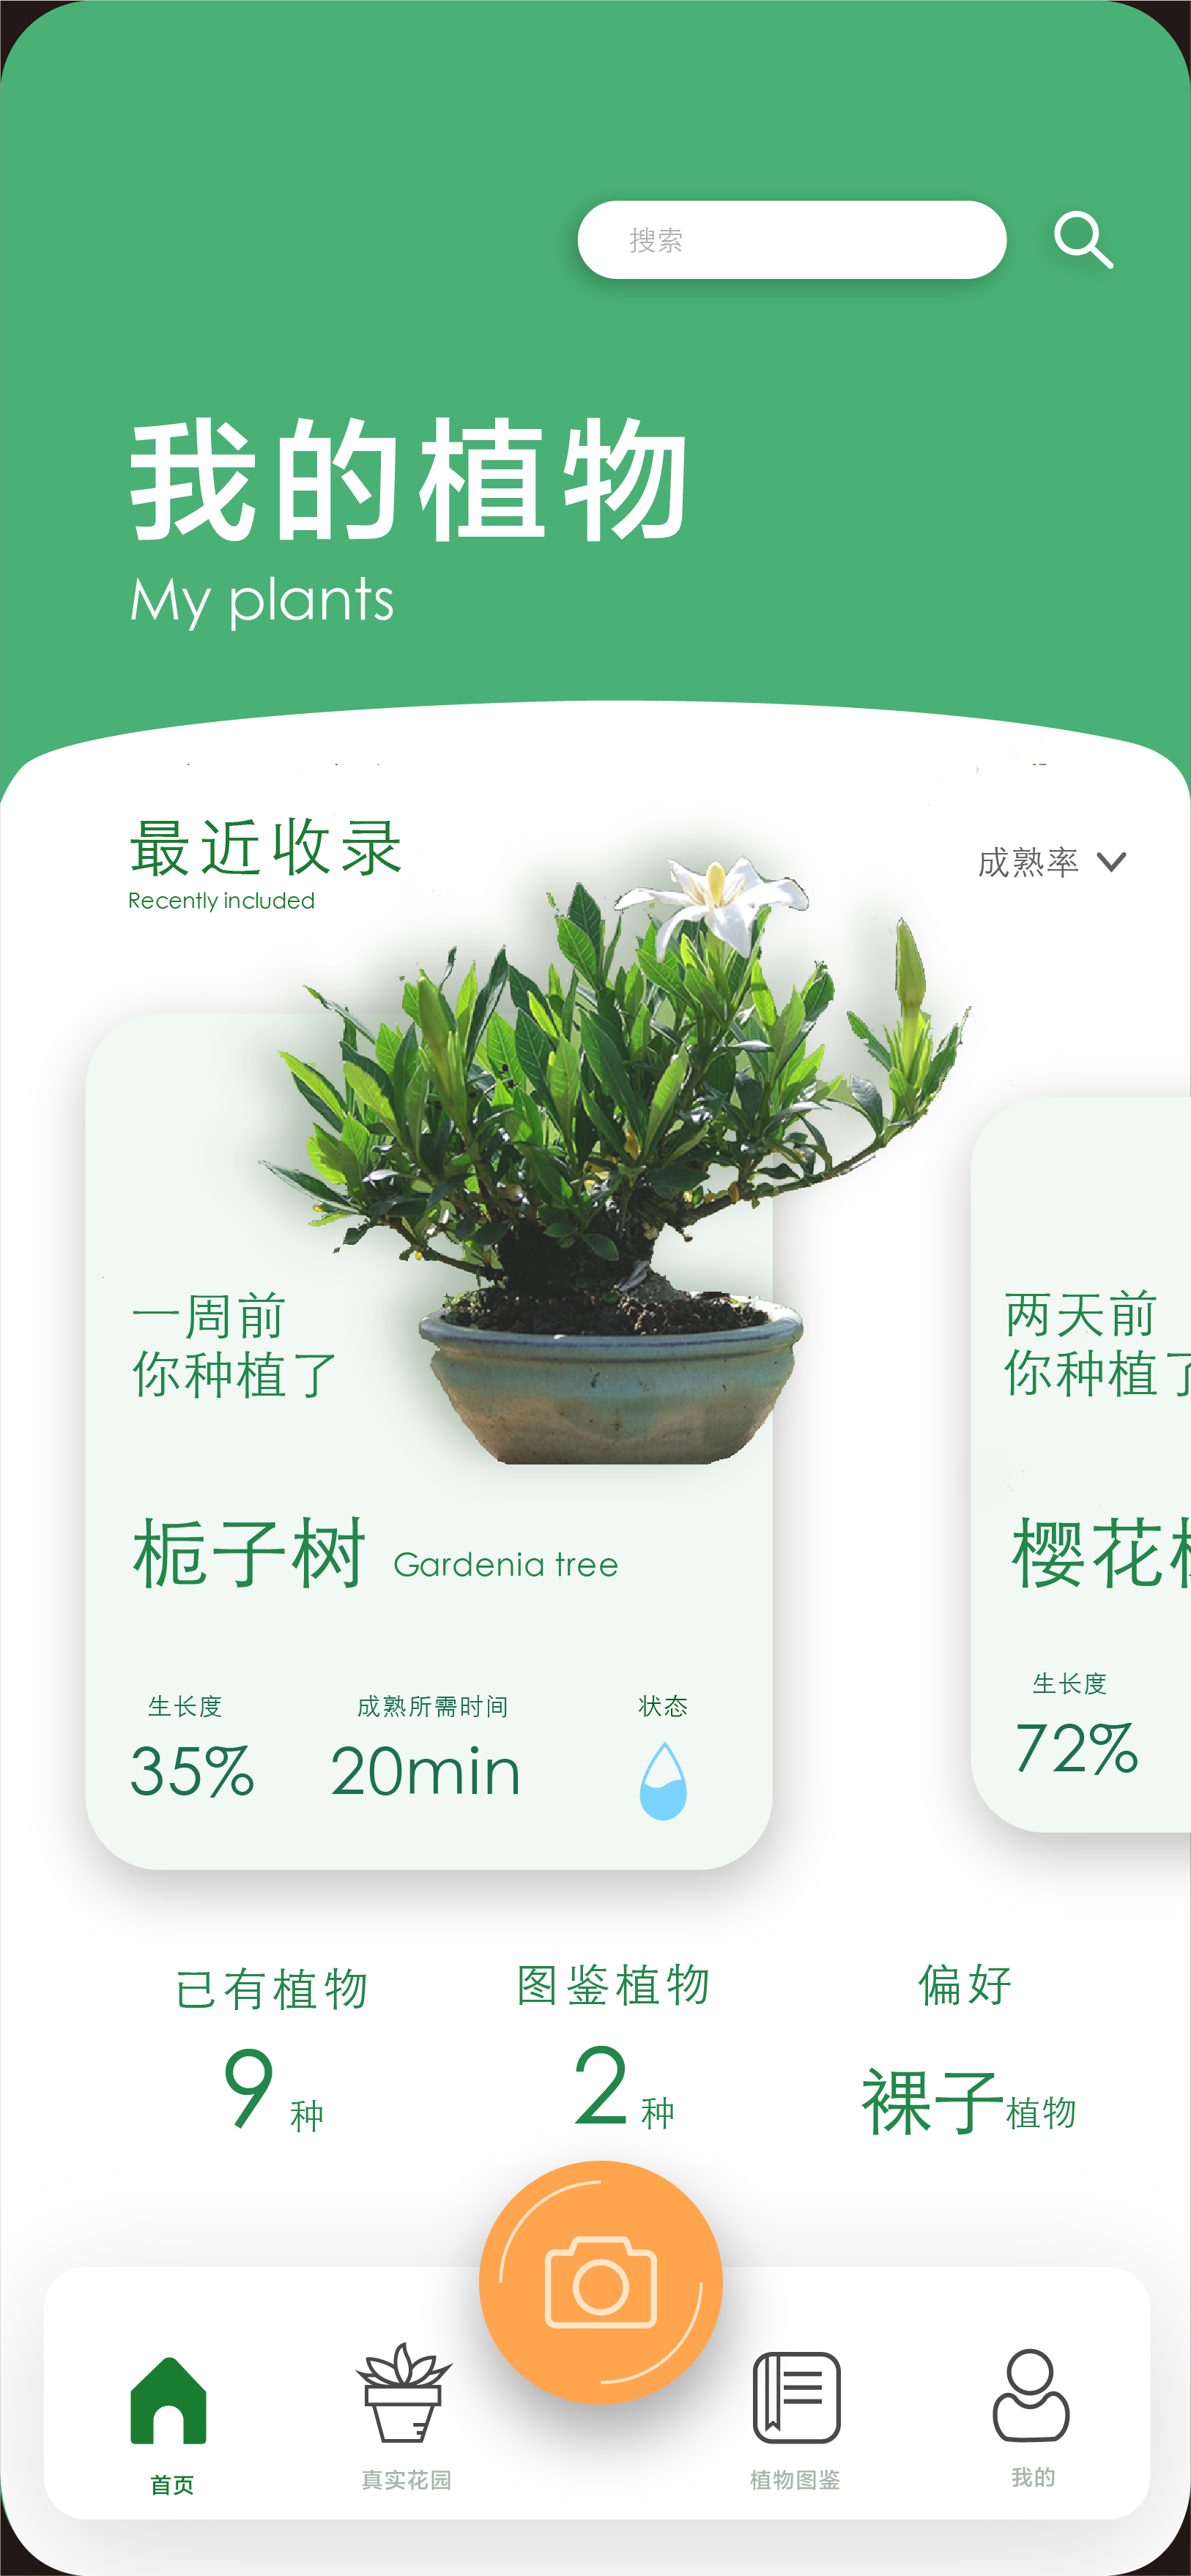 搜索
我的植物
My plants
最近收录
Recently included
成熟率
一周前
你种植了
栀子树 Gardenia tree
生长度 成熟所需时间 状态
35% 20min
两天前
你种植了
樱花
生长度
72%
已有植物 图鉴植物 偏好
9 种 2 种 裸子植物
首页 真实花园 植物图鉴 我的